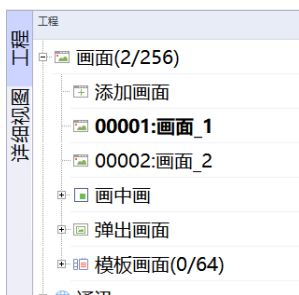 工程
工程
详细视图
画面(2/256)
添加画面
00001:画面_1
00002:画面_2
画中画
弹出画面
模板画面(0/64)